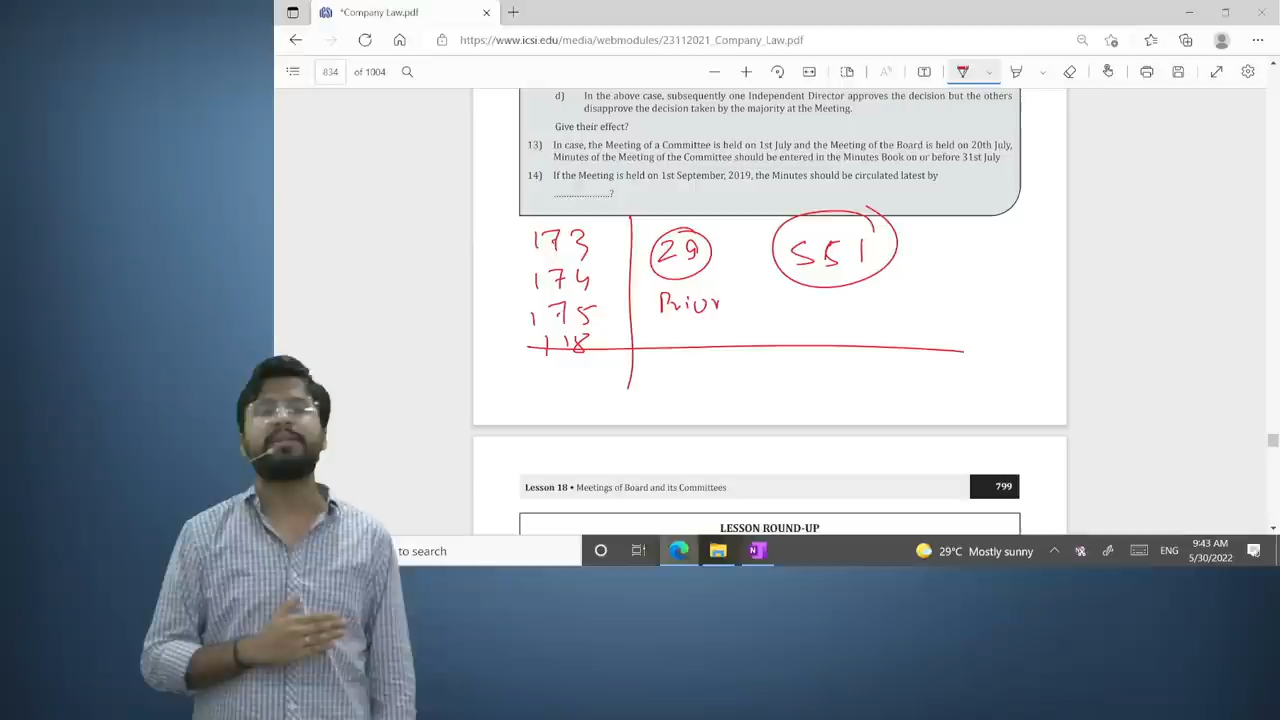 *Company Law.pdf
https://www.icsi.edu/media/webmodules/23112021_Company_Law.pdf
834 of 1004
d) In the above case, subsequently one Independent Director approves the decision but the others
disapprove the decision taken by the majority at the Meeting.
Give their effect?
13) In case, the Meeting of a Committee is held on 1st July and the Meeting of the Board is held on 20th July,
Minutes of the Meeting of the Committee should be entered in the Minutes Book on or before 31st July
14) If the Meeting is held on 1st September, 2019, the Minutes should be circulated latest by
......................?
173 29 SS1
174
175 Prior
118
Lesson 18 • Meetings of Board and its Committees 799
LESSON ROUND-UP
to search
29°C Mostly sunny
ENG
9:43 AM
5/30/2022